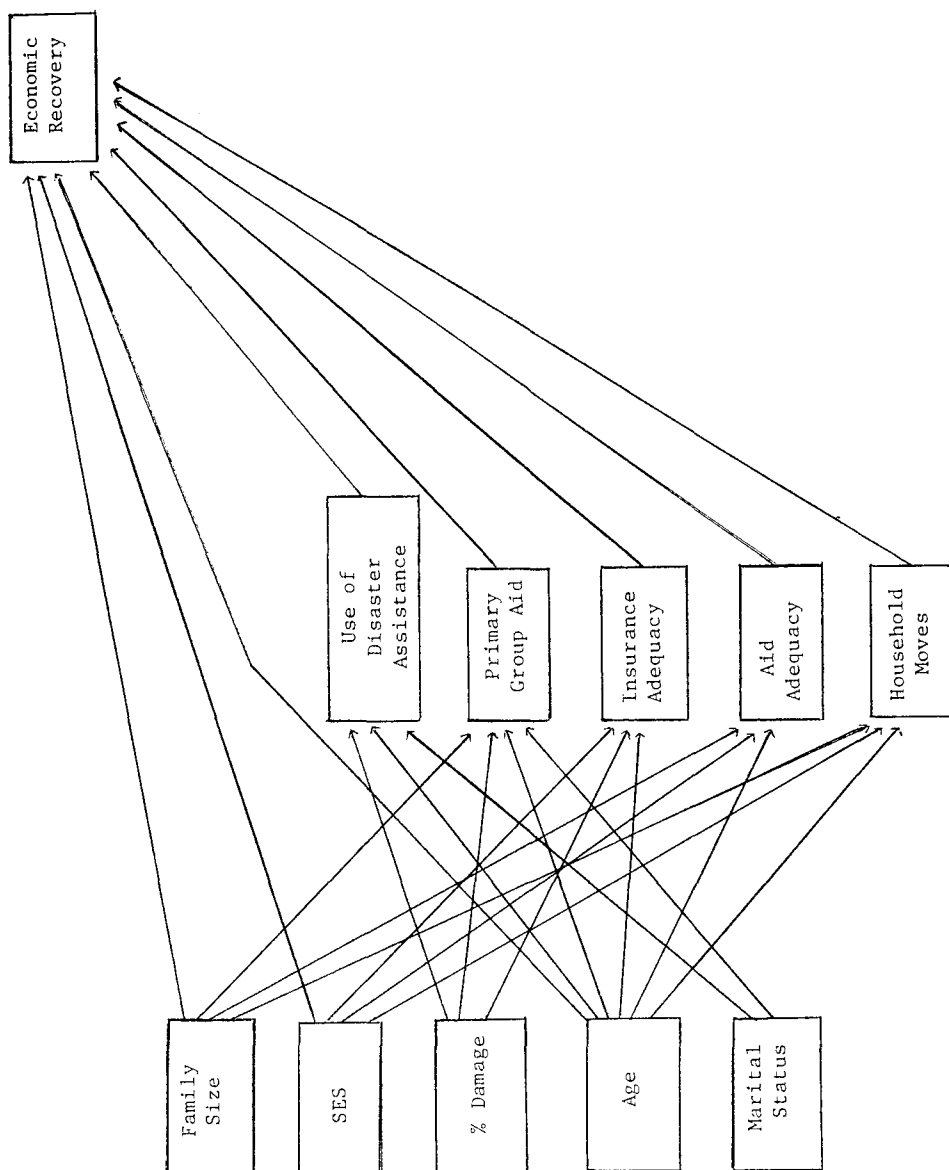 Family
Size
SES
% Damage
Age
Marital
Status
Use of
Disaster
Assistance
Primary
Group Aid
Insurance
Adequacy
Aid
Adequacy
Household
Moves
Economic
Recovery